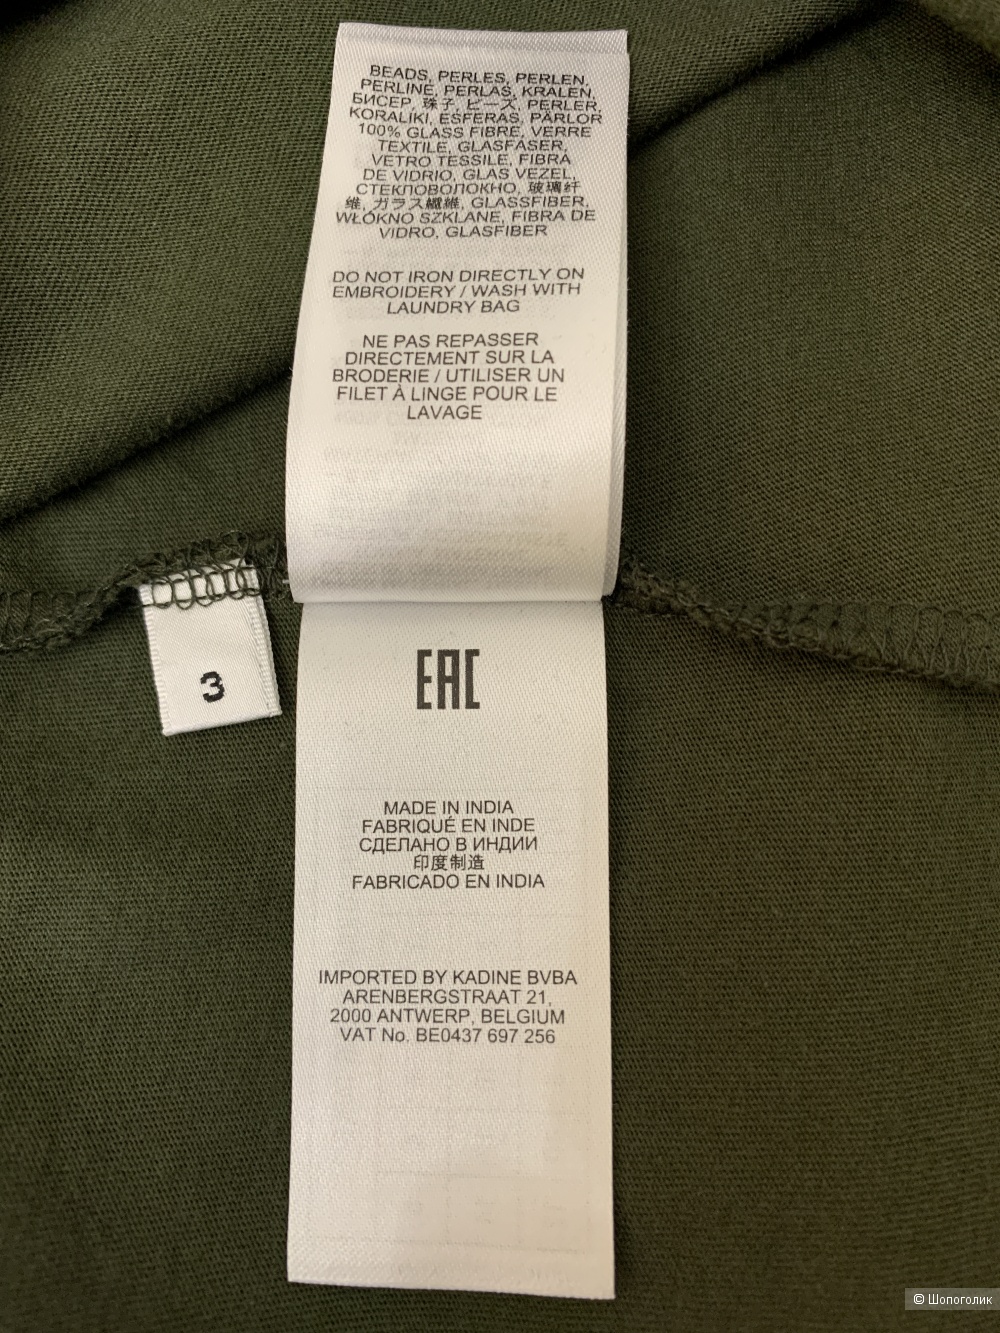 BEADS, PERLES, PERLEN,
PERLINE, PERLAS, KRALEN,
БИСЕР, 珠子, ビーズ, PERLER,
KORALIKI, ESFERAS, PÄRLOR
100% GLASS FIBRE, VERRE
TEXTILE, GLASFASER,
VETRO TESSILE, FIBRA
DE VIDRIO, GLAS VEZEL,
СТЕКЛОВОЛОКНО, 玻璃纤
维, ガラス繊維, GLASSFIBER,
WŁÓKNO SZKLANE, FIBRA DE
VIDRO, GLASFIBER
DO NOT IRON DIRECTLY ON
EMBROIDERY / WASH WITH
LAUNDRY BAG
NE PAS REPASSER
DIRECTEMENT SUR LA
BRODERIE / UTILISER UN
FILET À LINGE POUR LE
LAVAGE
3
EAC
MADE IN INDIA
FABRIQUÉ EN INDE
СДЕЛАНО В ИНДИИ
印度制造
FABRICADO EN INDIA
IMPORTED BY KADINE BVBA
ARENBERGSTRAAT 21,
2000 ANTWERP, BELGIUM
VAT No. BE0437 697 256
© Шопоголик